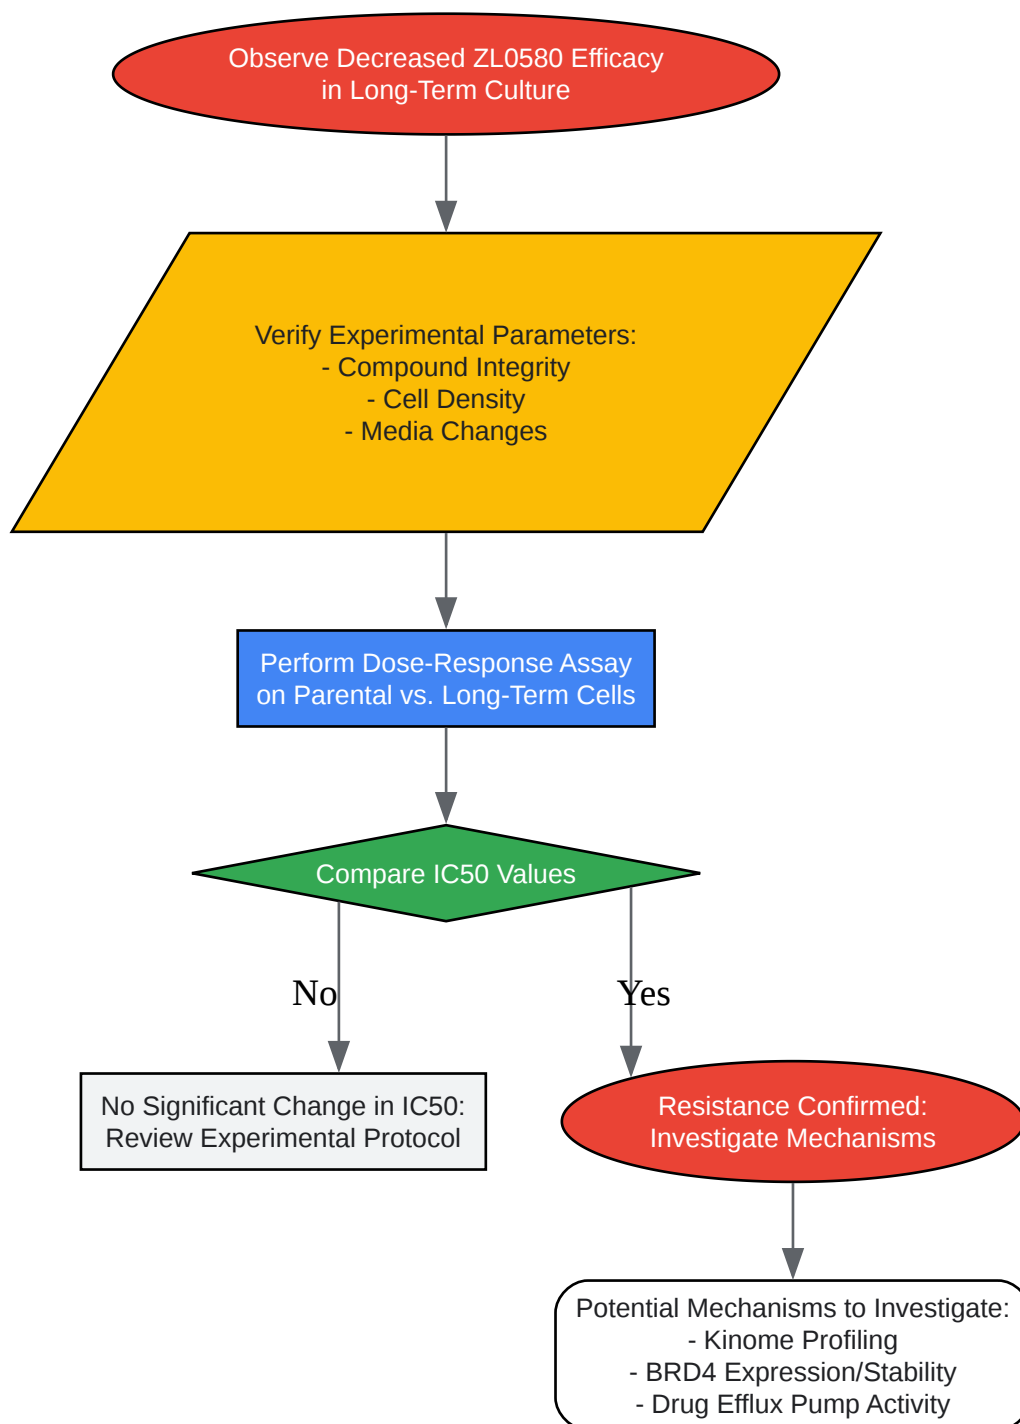 Observe Decreased ZL0580 Efficacy
in Long-Term Culture
Verify Experimental Parameters:
- Compound Integrity
- Cell Density
- Media Changes
Perform Dose-Response Assay
on Parental vs. Long-Term Cells
Compare IC50 Values
No
Yes
No Significant Change in IC50:
Review Experimental Protocol
Resistance Confirmed:
Investigate Mechanisms
Potential Mechanisms to Investigate:
- Kinome Profiling
- BRD4 Expression/Stability
- Drug Efflux Pump Activity